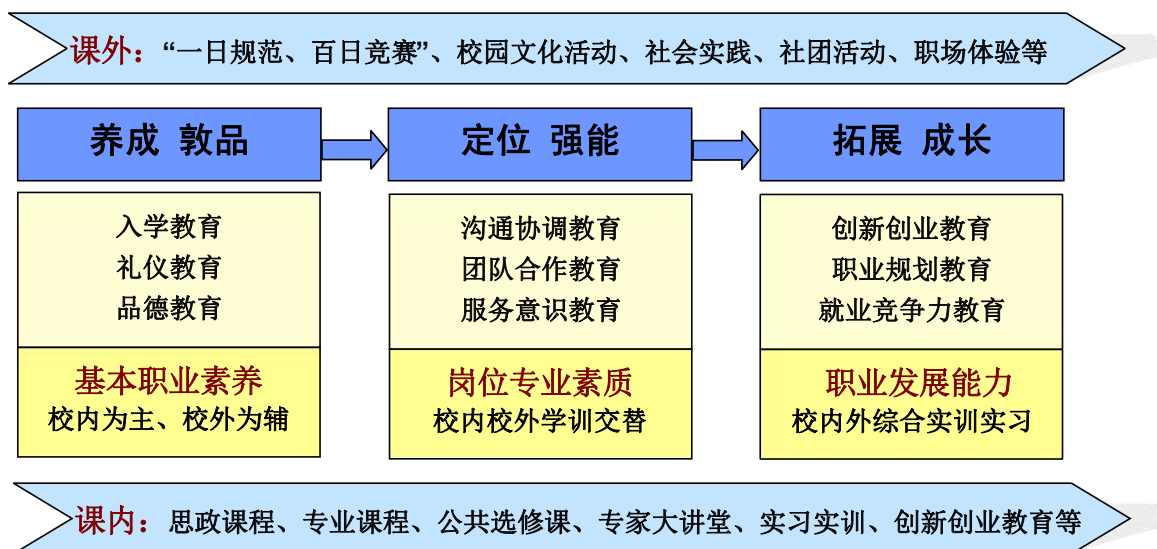 课外：“一日规范、百日竞赛”、校园文化活动、社会实践、社团活动、职场体验等
养成 敦品
定位 强能
拓展 成长
入学教育
礼仪教育
品德教育
基本职业素养
校内为主、校外为辅
沟通协调教育
团队合作教育
服务意识教育
岗位专业素质
校内校外学训交替
创新创业教育
职业规划教育
就业竞争力教育
职业发展能力
校内外综合实训实习
课内：思政课程、专业课程、公共选修课、专家大讲堂、实习实训、创新创业教育等